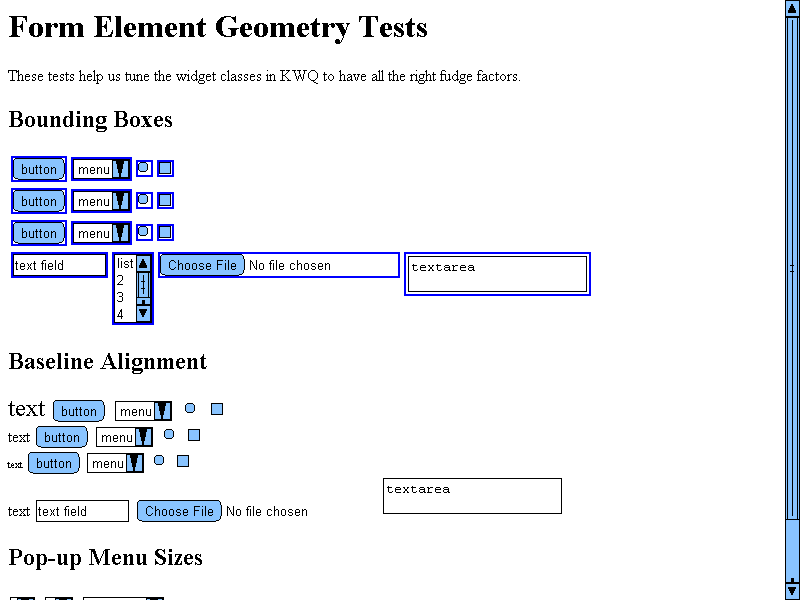 Form Element Geometry Tests
These tests help us tune the widget classes in KWQ to have all the right fudge factors.
Bounding Boxes
button menu
button menu
button menu
text field list 2 3 4 Choose File No file chosen textarea
Baseline Alignment
text button menu
text button menu
text button menu
textarea
text text field Choose File No file chosen
Pop-up Menu Sizes